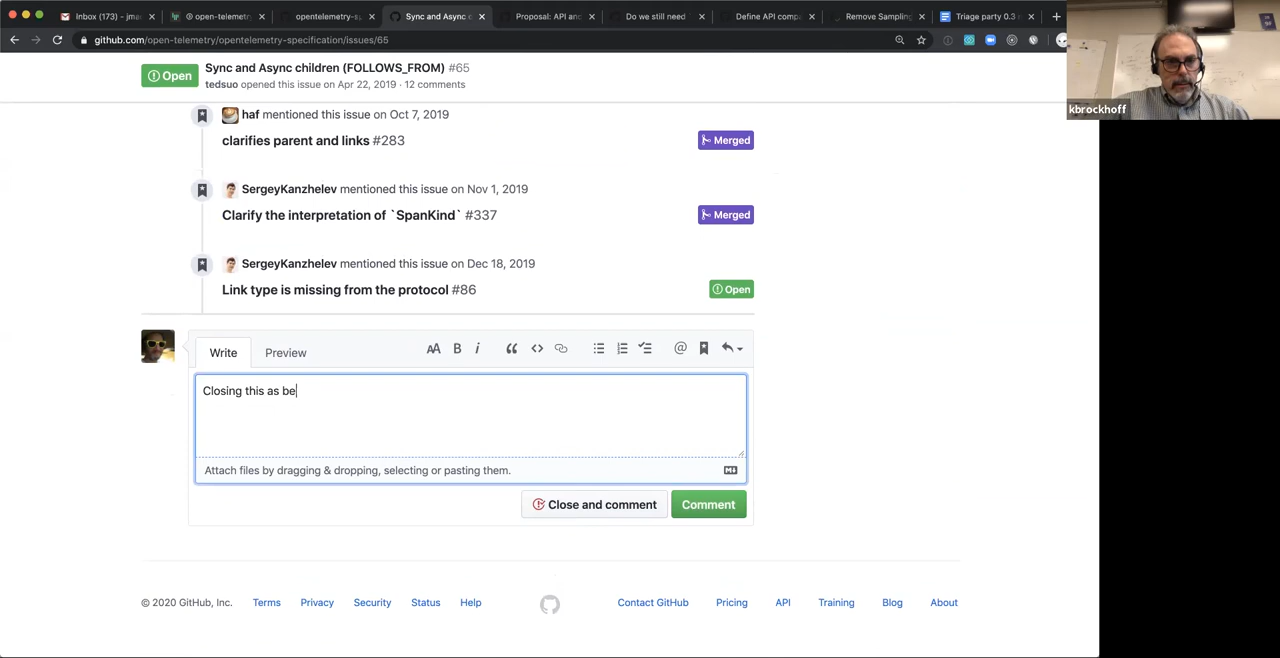 Inbox (173) - jma
open-telemetr
opentelemetry-sp
Sync and Async c
Proposal: API and
Do we still need
Define API compa
Remove Sampling
Triage party 0.3
github.com/open-telemetry/opentelemetry-specification/issues/65
kbrockhoff
Open
Sync and Async children (FOLLOWS_FROM) #65
tedsuo opened this issue on Apr 22, 2019 · 12 comments
haf mentioned this issue on Oct 7, 2019
clarifies parent and links #283
Merged
SergeyKanzhelev mentioned this issue on Nov 1, 2019
Clarify the interpretation of `SpanKind` #337
Merged
SergeyKanzhelev mentioned this issue on Dec 18, 2019
Link type is missing from the protocol #86
Open
Write Preview
Closing this as be
Attach files by dragging & dropping, selecting or pasting them.
Close and comment Comment
© 2020 GitHub, Inc. Terms Privacy Security Status Help Contact GitHub Pricing API Training Blog About